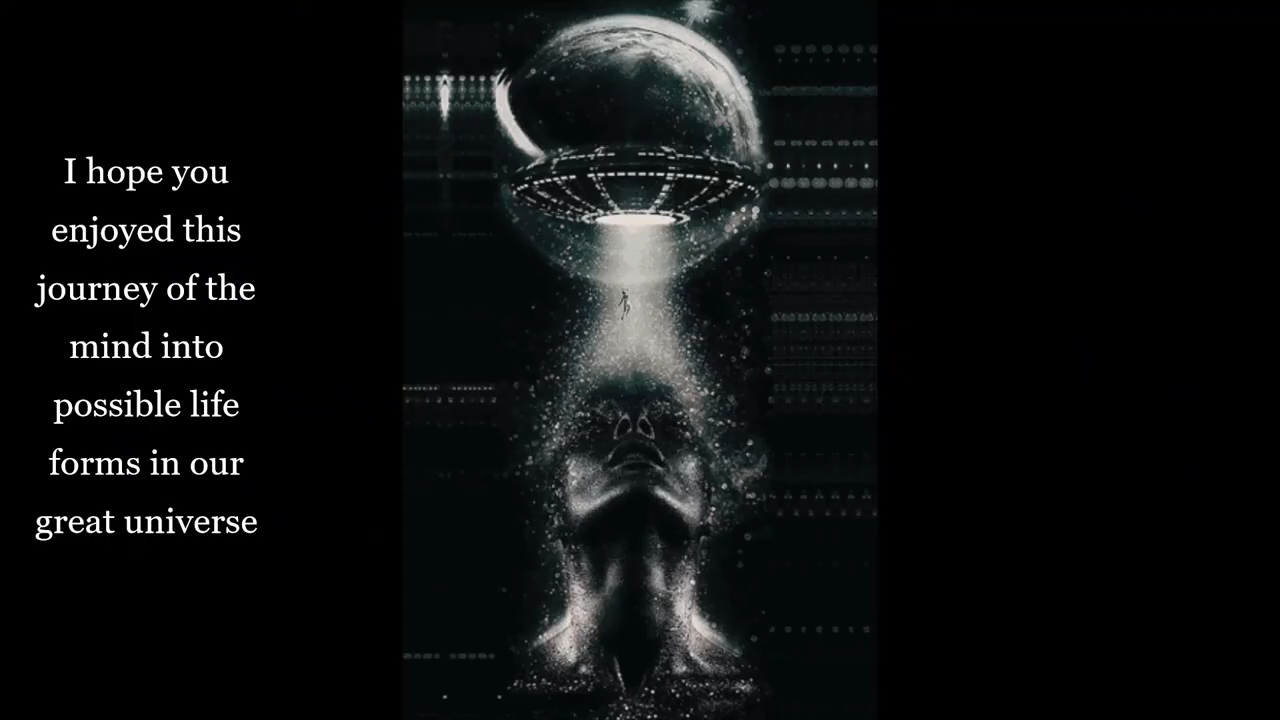 I hope you
enjoyed this
journey of the
mind into
possible life
forms in our
great universe